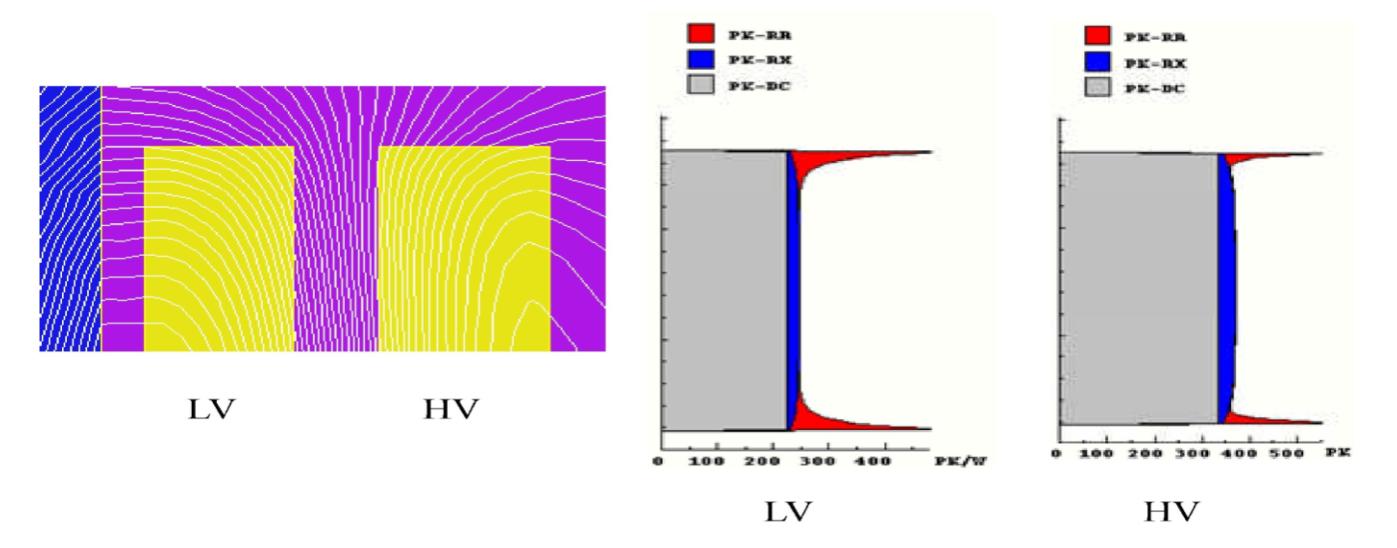 PK-RR
PK-RX
PK-DC
0 100 200 300 400 PK/W
LV
PK-RR
PK-RX
PK-DC
0 100 200 300 400 500 PK
HV
LV
HV